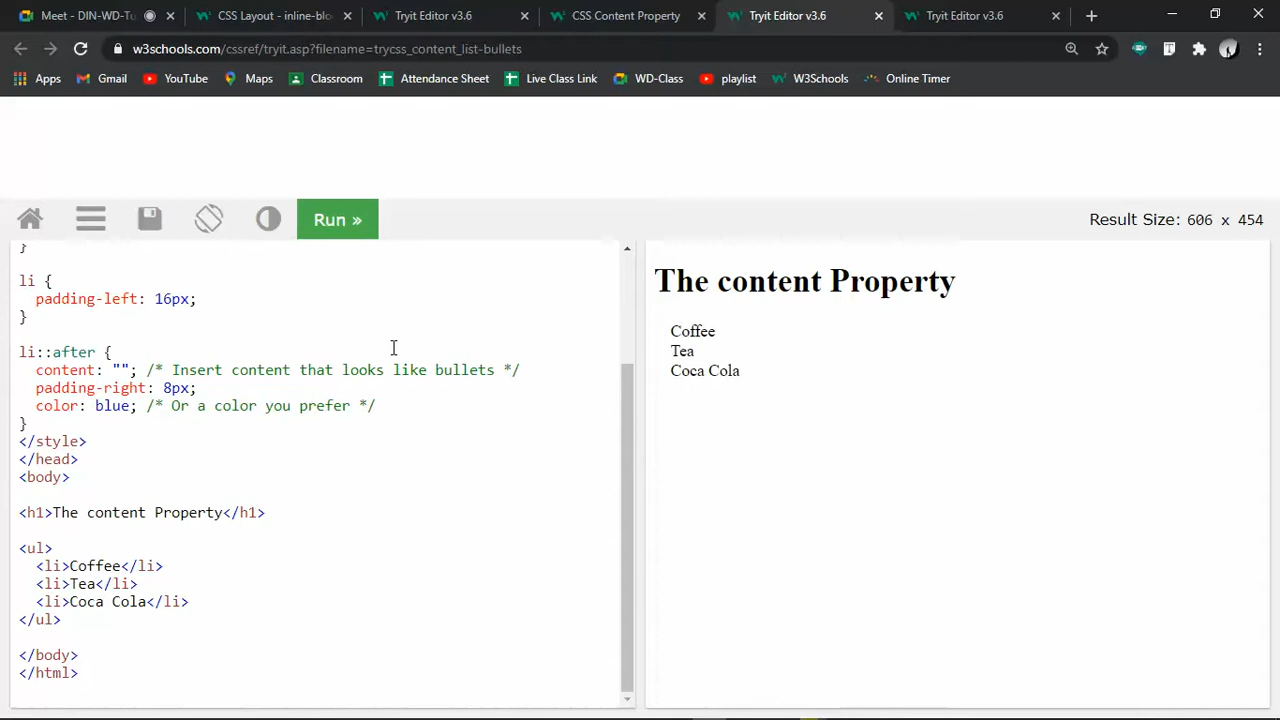 Meet - DIN-WD-Tu
CSS Layout - inline-blo
Tryit Editor v3.6
CSS Content Property
Tryit Editor v3.6
Tryit Editor v3.6
w3schools.com/cssref/tryit.asp?filename=trycss_content_list-bullets
Apps Gmail YouTube Maps Classroom Attendance Sheet Live Class Link WD-Class playlist W3Schools Online Timer
Run »
Result Size: 606 x 454
}
li {
padding-left: 16px;
}
li::after {
content: ""; /* Insert content that looks like bullets */
padding-right: 8px;
color: blue; /* Or a color you prefer */
}
</style>
</head>
<body>
<h1>The content Property</h1>
<ul>
<li>Coffee</li>
<li>Tea</li>
<li>Coca Cola</li>
</ul>
</body>
</html>
The content Property
Coffee
Tea
Coca Cola